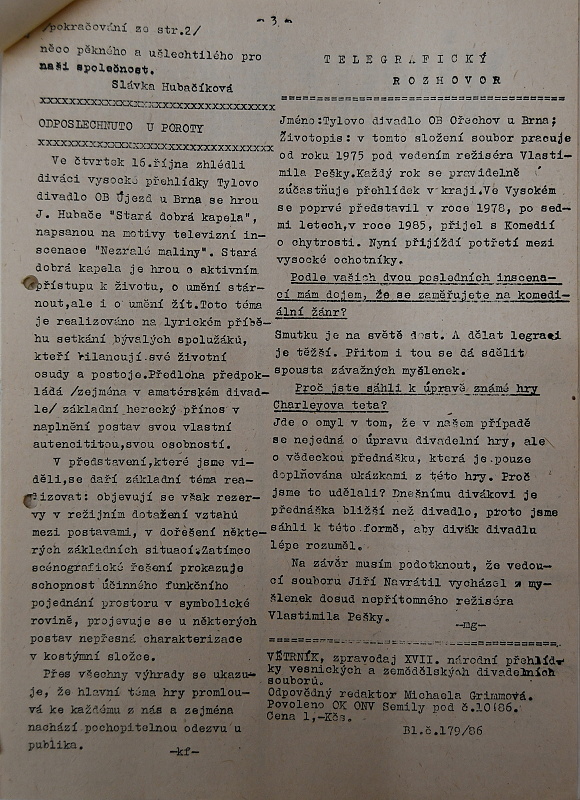 - 3 -
/pokračování ze str.2/
něco pěkného a ušlechtilého pro
naši společnost.
Slávka Hubačíková
xxxxxxxxxxxxxxxxxxxxxxxxxxxxxxx
ODPOSLECHNUTO U POROTY
xxxxxxxxxxxxxxxxxxxxxxxxxxxxxxx
Ve čtvrtek 16.října zhlédli
diváci vysocké přehlídky Tylovo
divadlo OB Újezd u Brna se hrou
J. Hubače "Stará dobrá kapela",
napsanou na motivy televizní in-
scenace "Nezralé maliny". Stará
dobrá kapela je hrou o aktivním
přístupu k životu, o umění stár-
nout,ale i o umění žít.Toto téma
je realizováno na lyrickém příbě-
hu setkání bývalých spolužáků,
kteří bilancují své životní
osudy a postoje.Předloha předpok-
ládá /zejména v amatérském divad-
le/ základní herecký přínos v
naplnění postav svou vlastní
autencititou,svou osobností.
V představení,které jsme vi-
děli,se daří základní téma rea-
lizovat: objevují se však rezer-
vy v režijním dotažení vztahů
mezi postavami, v dořešení někte-
rých základních situací.Zatímco
scénografické řešení prokazuje
schopnost účinného funkčního
pojednání prostoru v symbolické
rovině, projevuje se u některých
postav nepřesná charakterizace
v kostýmní složce.
Přes všechny výhrady se ukazu-
je, že hlavní téma hry promlou-
vá ke každému z nás a zejména
nachází pochopitelnou odezvu u
publika.
-kf-
TELEGRAFICKÝ
ROZHOVOR
===================================
Jméno:Tylovo divadlo OB Ořechov u Brna;
Životopis: v tomto složení soubor pracuje
od roku 1975 pod vedením režiséra Vlasti-
mila Pešky.Každý rok se pravidelně
zúčastňuje přehlídek v kraji.Ve Vysokém
se poprvé představil v roce 1978, po sed-
mi letech,v roce 1985, přijel s Komedií
o chytrosti. Nyní přijíždí potřetí mezi
vysocké ochotníky.
Podle vašich dvou posledních inscena-
cí mám dojem, že se zaměřujete na komedi-
ální žánr?
Smutku je na světě dost. A dělat legraci
je těžší. Přitom i tou se dá sdělit
spousta závažných myšlenek.
Proč jste sáhli k úpravě známé hry
Charleyova teta?
Jde o omyl v tom, že v našem případě
se nejedná o úpravu divadelní hry, ale
o vědeckou přednášku, která je pouze
doplňována ukázkami z této hry. Proč
jsme to udělali? Dnešnímu divákovi je
přednáška bližší než divadlo, proto jsme
sáhli k této formě, aby divák divadlu
lépe rozuměl.
Na závěr musím podotknout, že vedou-
cí souboru Jiří Navrátil vycházel z my-
šlenek dosud nepřítomného režiséra
Vlastimila Pešky.
-mg-
===================================
VĚTRNÍK, zpravodaj XVII. národní přehlíd-
ky vesnických a zemědělských divadelních
souborů.
Odpovědný redaktor Michaela Grimmová.
Povoleno OK ONV Semily pod č.10186.
Cena 1,-Kčs.
Bl.č.179/86